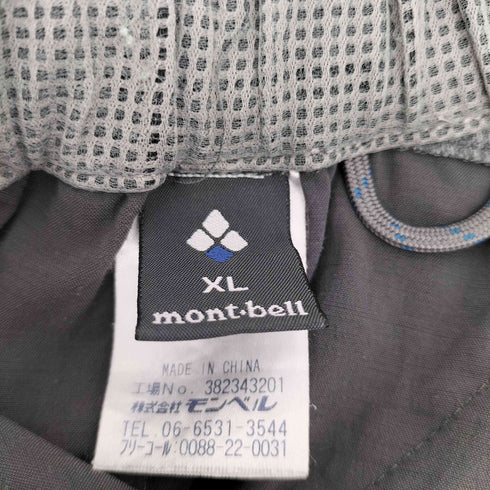 XL
mont·bell
MADE IN CHINA
工場No. 382343201
株式会社 モンベル
TEL. 06-6531-3544
フリーコール:0088-22-0031